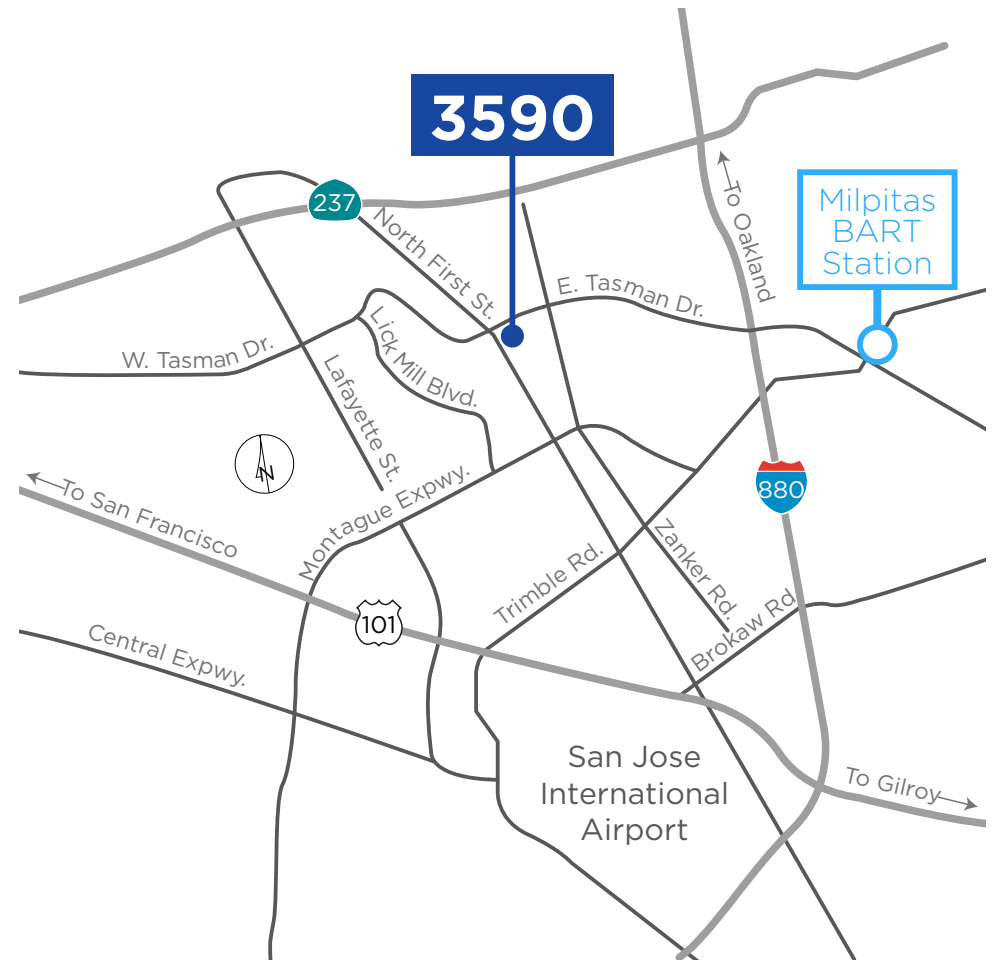 3590
237
North First St.
To Oakland
Milpitas
BART
Station
E. Tasman Dr.
W. Tasman Dr.
Lick Mill Blvd.
Lafayette St.
N
To San Francisco
Montague Expwy.
880
Zanker Rd.
Trimble Rd.
101
Brokaw Rd.
Central Expwy.
San Jose
International
Airport
To Gilroy